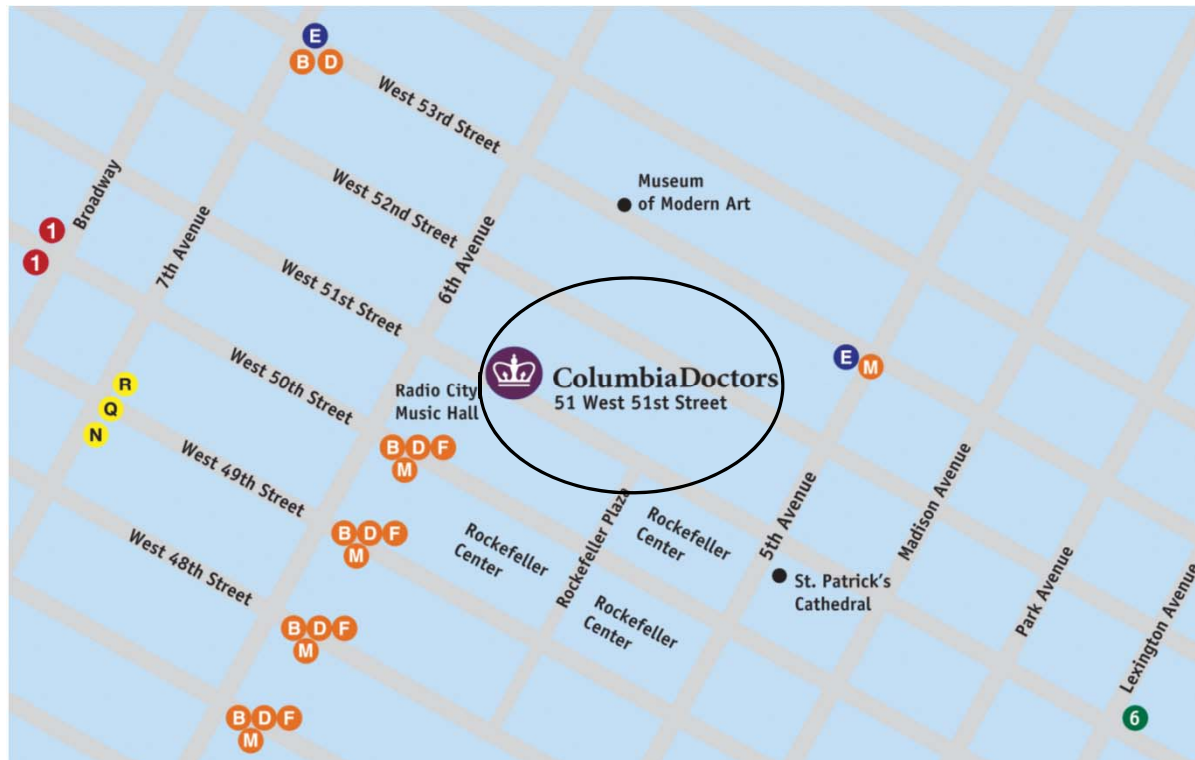 E
B D
West 53rd Street
Museum
of Modern Art
West 52nd Street
Broadway
1
1
7th Avenue
6th Avenue
West 51st Street
ColumbiaDoctors
51 West 51st Street
E
M
West 50th Street
Radio City
Music Hall
R
Q
N
B D F
M
West 49th Street
B D F
M
Rockefeller
Center
Rockefeller Plaza
Rockefeller
Center
5th Avenue
Madison Avenue
West 48th Street
St. Patrick's
Cathedral
Rockefeller
Center
Park Avenue
Lexington Avenue
B D F
M
B D F
M
6